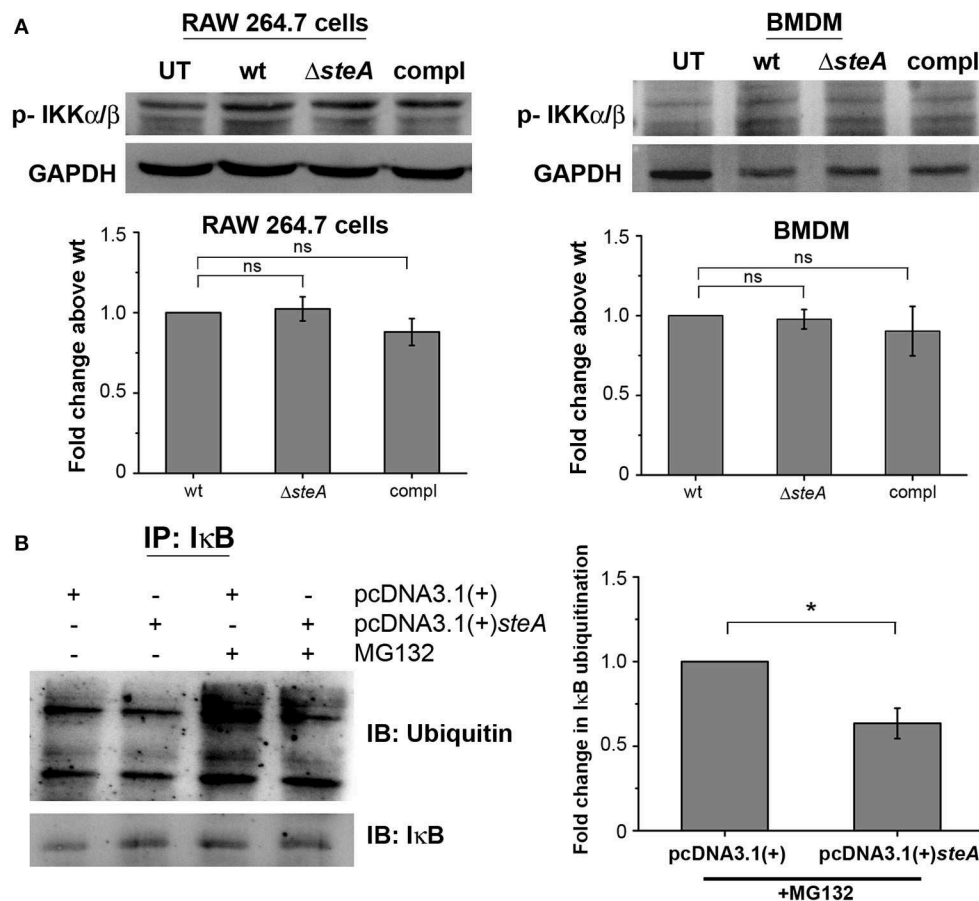 A
RAW 264.7 cells
UT wt ΔsteA compl
p- IKKα/β
GAPDH
RAW 264.7 cells
Fold change above wt
1.5
1.0
0.5
0
ns
ns
wt ΔsteA compl
BMDM
UT wt ΔsteA compl
p- IKKα/β
GAPDH
BMDM
Fold change above wt
1.5
1.0
0.5
0
ns
ns
wt ΔsteA compl
B
IP: IκB
+ - + - pcDNA3.1(+)
- + - + pcDNA3.1(+)steA
- - + + MG132
IB: Ubiquitin
IB: IκB
Fold change in IκB ubiquitination
1.5
1.0
0.5
0
*
pcDNA3.1(+) pcDNA3.1(+)steA
+MG132